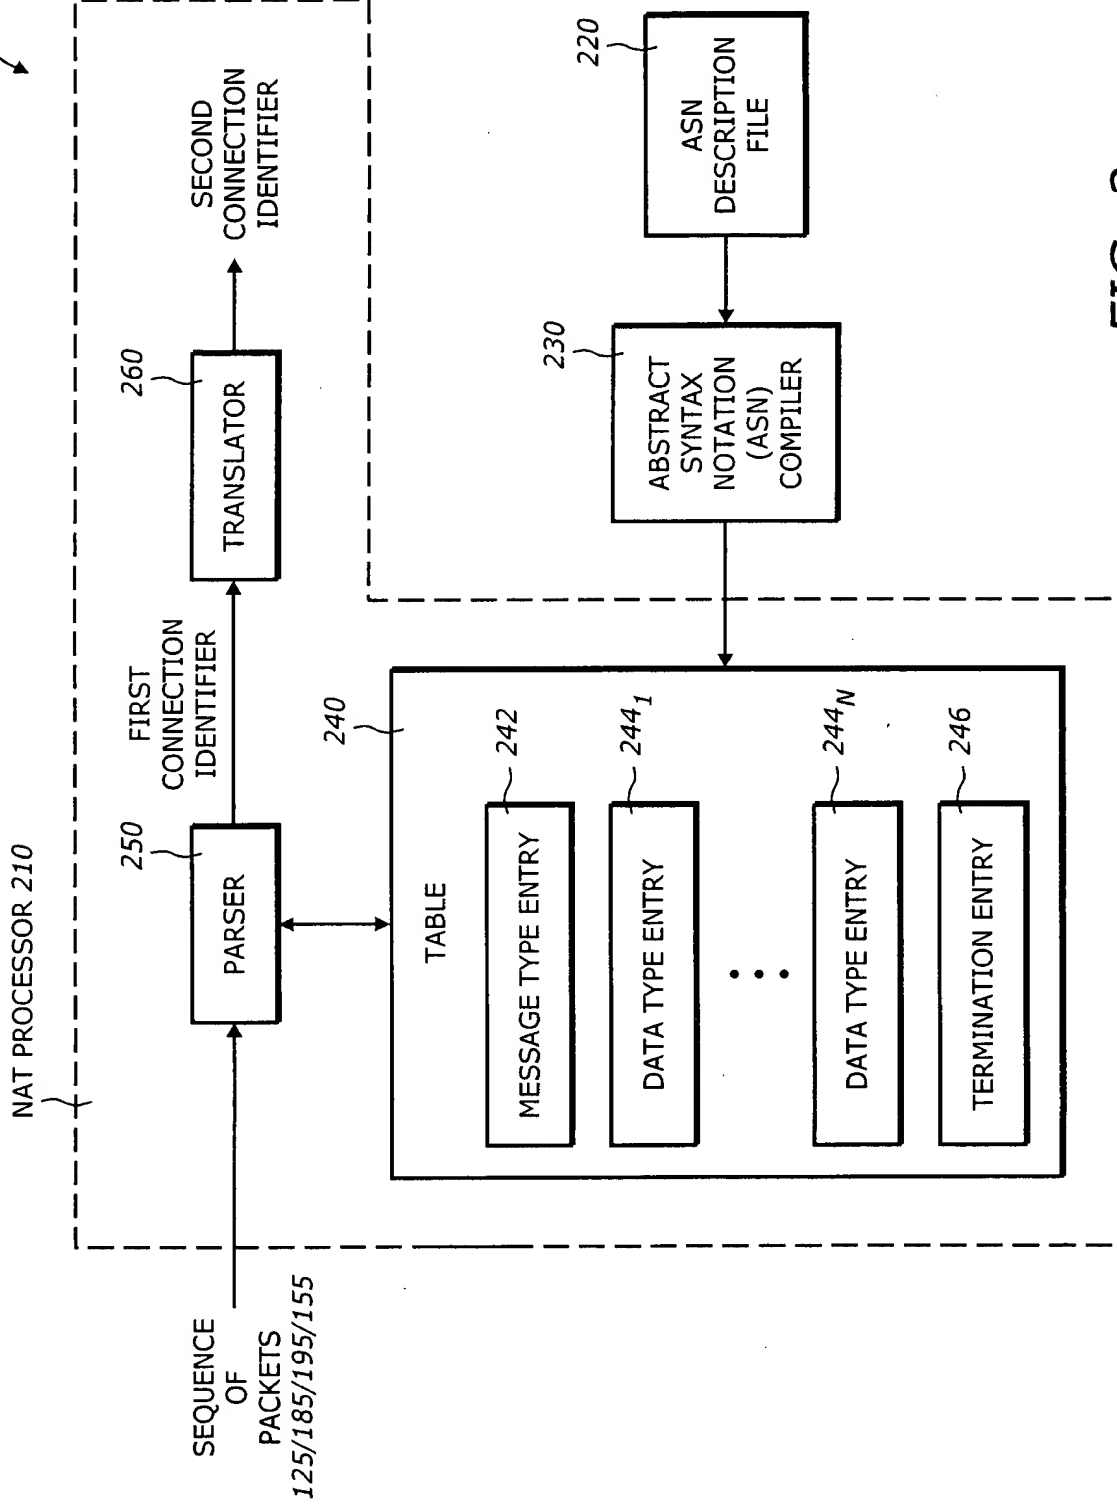 NAT PROCESSOR 210
SEQUENCE
OF
PACKETS
125/185/195/155
250
PARSER
FIRST
CONNECTION
IDENTIFIER
260
TRANSLATOR
SECOND
CONNECTION
IDENTIFIER
240
TABLE
242
MESSAGE TYPE ENTRY
244₁
DATA TYPE ENTRY
244N
DATA TYPE ENTRY
246
TERMINATION ENTRY
230
ABSTRACT
SYNTAX
NOTATION
(ASN)
COMPILER
220
ASN
DESCRIPTION
FILE